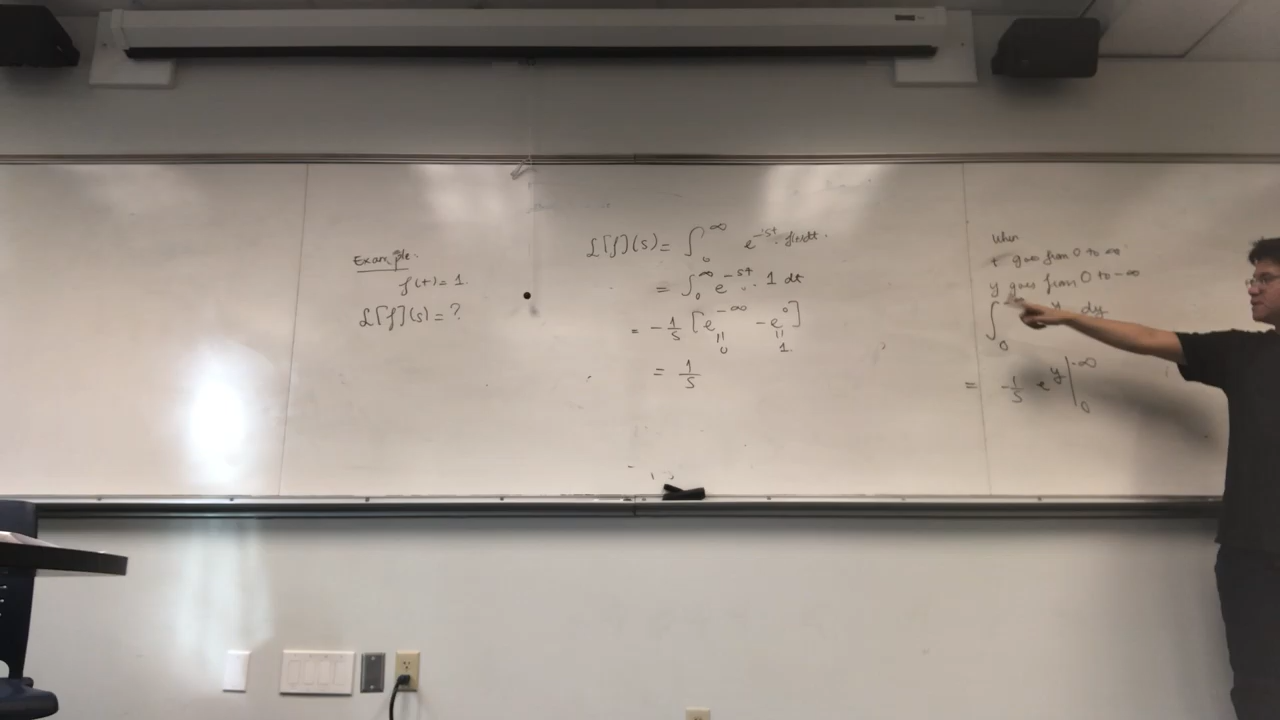 Example.
f(t)=1.
ℒ[f](s)=?
ℒ[f](s)= ∫₀^∞ e^{-st}. f(t)dt.
= ∫₀^∞ e^{-st}. 1 dt
= -1/s [e^{-∞} - e^0]
|| ||
0 1.
= 1/s
When
t goes from 0 to ∞
y goes from 0 to -∞
∫₀ y dy
= -1/s e^y |₀^{-∞}